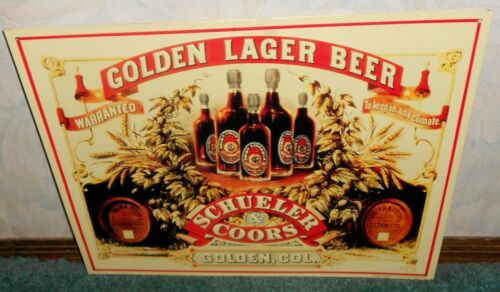 GOLDEN LAGER BEER
WARRANTED
To keep in any climate.
SCHUELER
&
COORS
GOLDEN, COL.